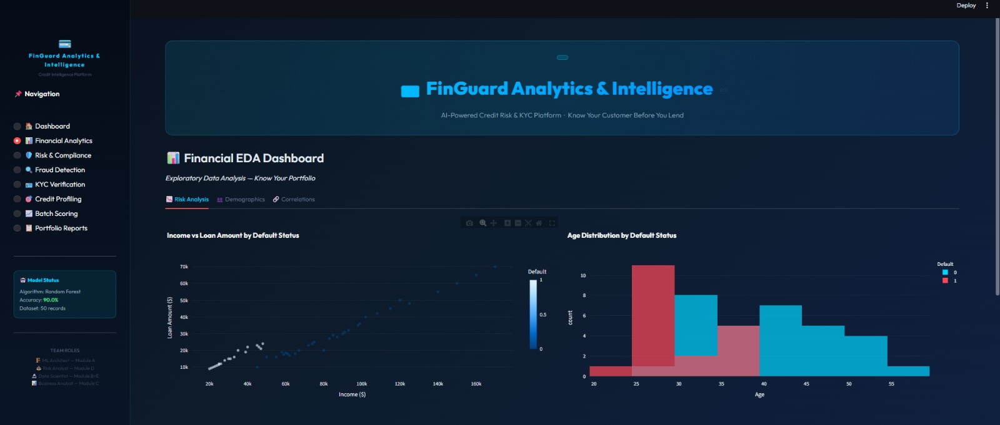 Deploy
FinGuard Analytics &
Intelligence
Credit Intelligence Platform
Navigation
Dashboard
Financial Analytics
Risk & Compliance
Fraud Detection
KYC Verification
Credit Profiling
Batch Scoring
Portfolio Reports
Model Status
Algorithm: Random Forest
Accuracy: 90.0%
Dataset: 50 records
TEAM ROLES
ML Architect — Module A
Risk Analyst — Module D
Data Scientist — Module B+E
Business Analyst — Module C
FinGuard Analytics & Intelligence
AI-Powered Credit Risk & KYC Platform · Know Your Customer Before You Lend
Financial EDA Dashboard
Exploratory Data Analysis — Know Your Portfolio
Risk Analysis Demographics Correlations
Income vs Loan Amount by Default Status
70k
60k
50k
40k
30k
20k
10k
Loan Amount ($)
20k 40k 60k 80k 100k 120k 140k 160k
Income ($)
Default
1
0.5
0
Age Distribution by Default Status
10
8
6
4
2
0
count
20 25 30 35 40 45 50 55
Age
Default
0
1